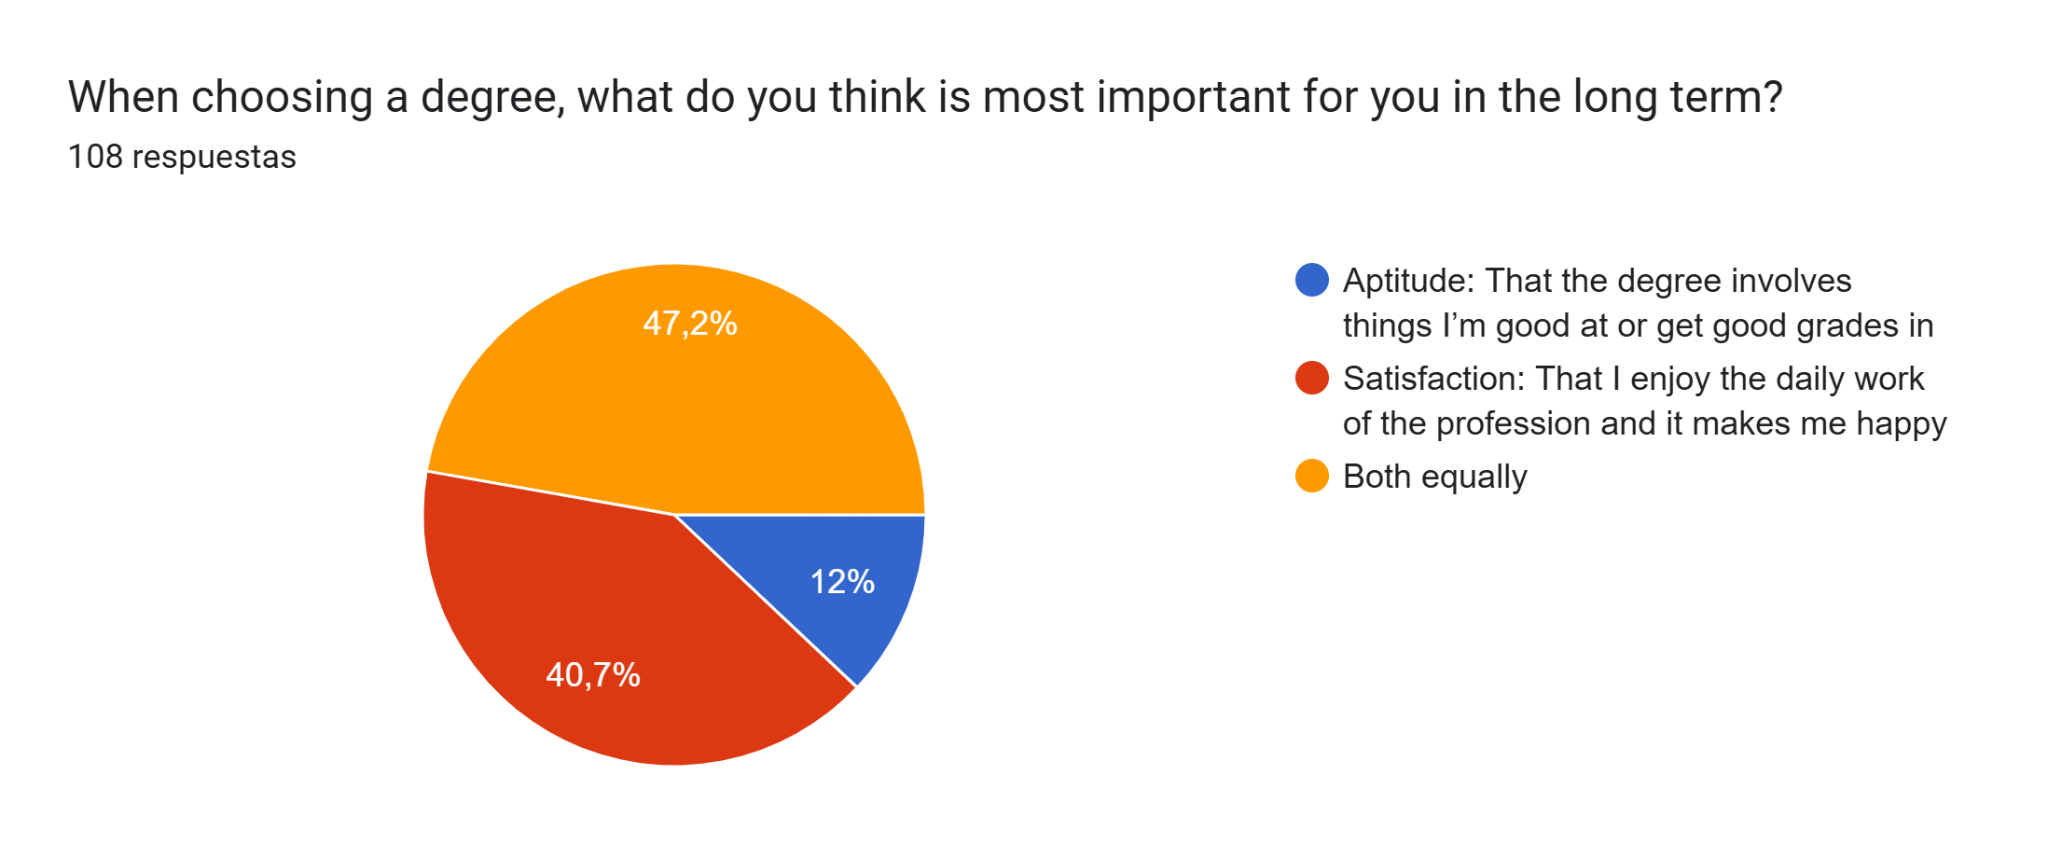 When choosing a degree, what do you think is most important for you in the long term?
108 respuestas
47,2%
12%
40,7%
Aptitude: That the degree involves
things I’m good at or get good grades in
Satisfaction: That I enjoy the daily work
of the profession and it makes me happy
Both equally